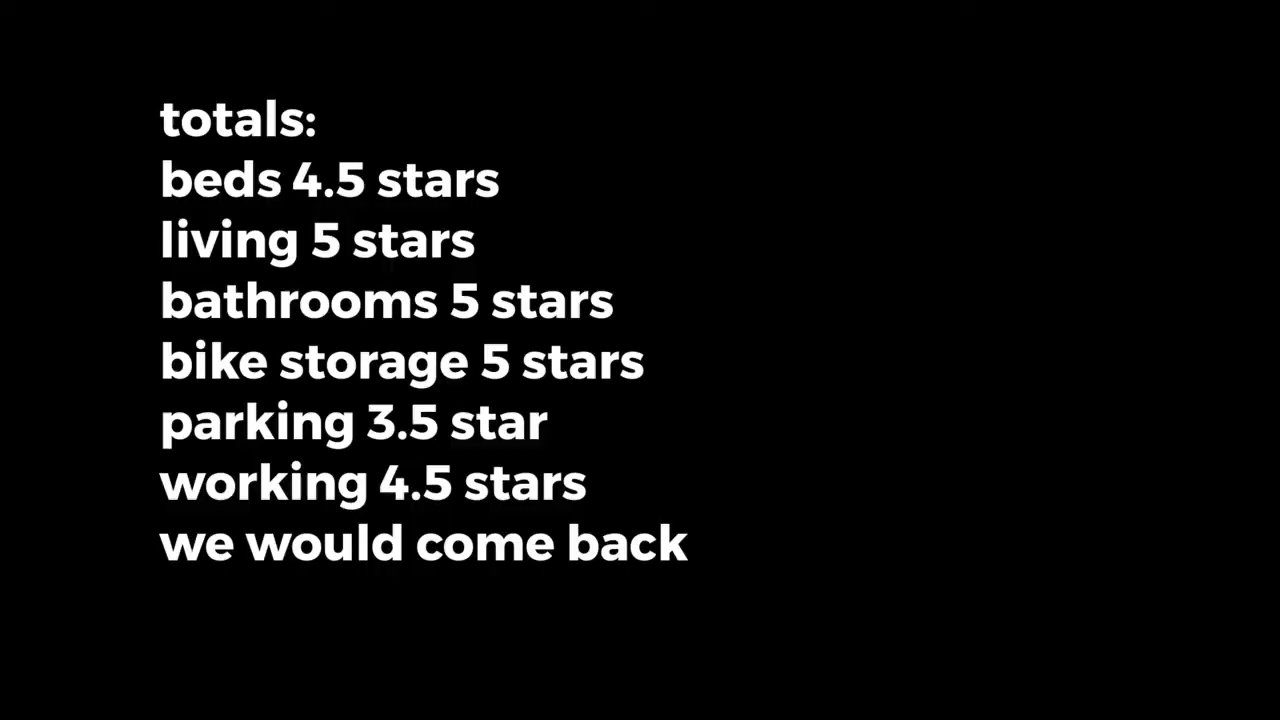 totals:
beds 4.5 stars
living 5 stars
bathrooms 5 stars
bike storage 5 stars
parking 3.5 star
working 4.5 stars
we would come back